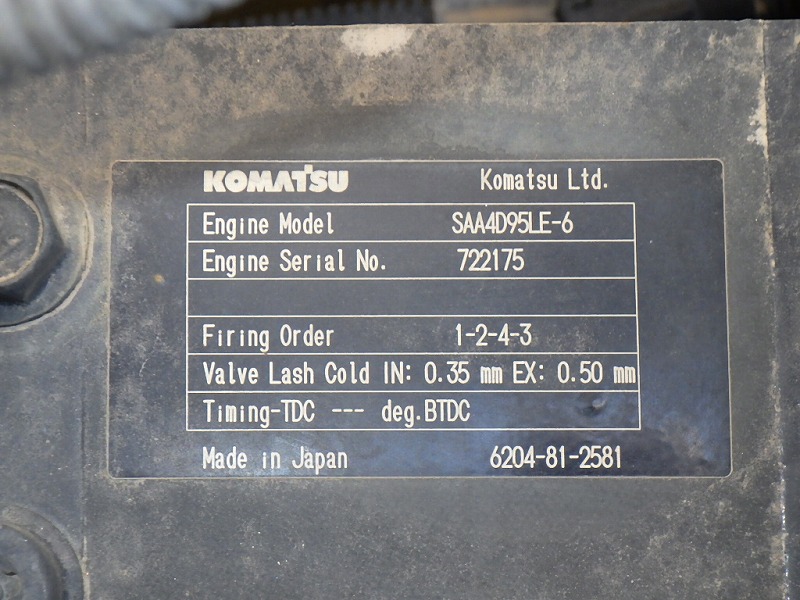 KOMATSU Komatsu Ltd.
Engine Model SAA4D95LE-6
Engine Serial No. 722175
Firing Order 1-2-4-3
Valve Lash Cold IN: 0.35 mm EX: 0.50 mm
Timing-TDC --- deg.BTDC
Made in Japan 6204-81-2581